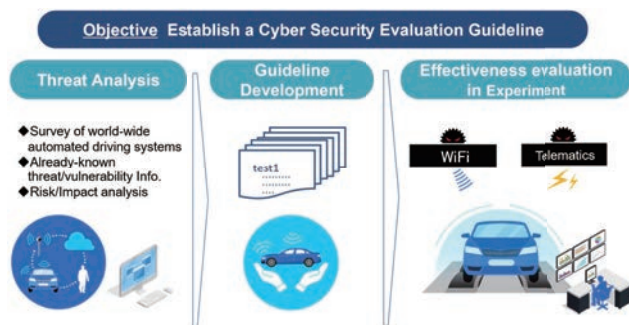 Objective Establish a Cyber Security Evaluation Guideline
Threat Analysis
◆Survey of world-wide
automated driving systems
◆Already-known
threat/vulnerability Info.
◆Risk/Impact analysis
Guideline
Development
test1
Effectiveness evaluation
in Experiment
WiFi
Telematics